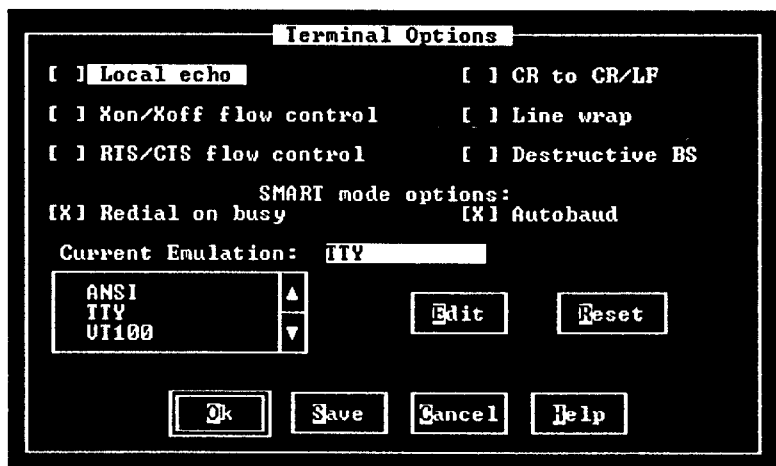 Terminal Options
[ ] Local echo [ ] CR to CR/LF
[ ] Xon/Xoff flow control [ ] Line wrap
[ ] RTS/CTS flow control [ ] Destructive BS
SMART mode options:
[X] Redial on busy [X] Autobaud
Current Emulation: TTY
ANSI
TTY
VT100
Edit Reset
Ok Save Cancel Help